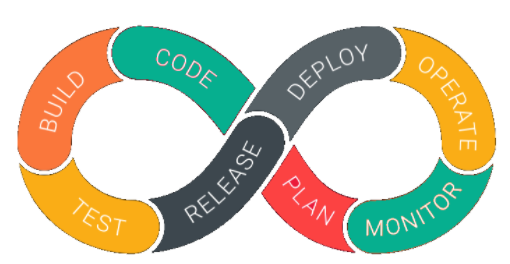 PLAN
CODE
BUILD
TEST
RELEASE
DEPLOY
OPERATE
MONITOR